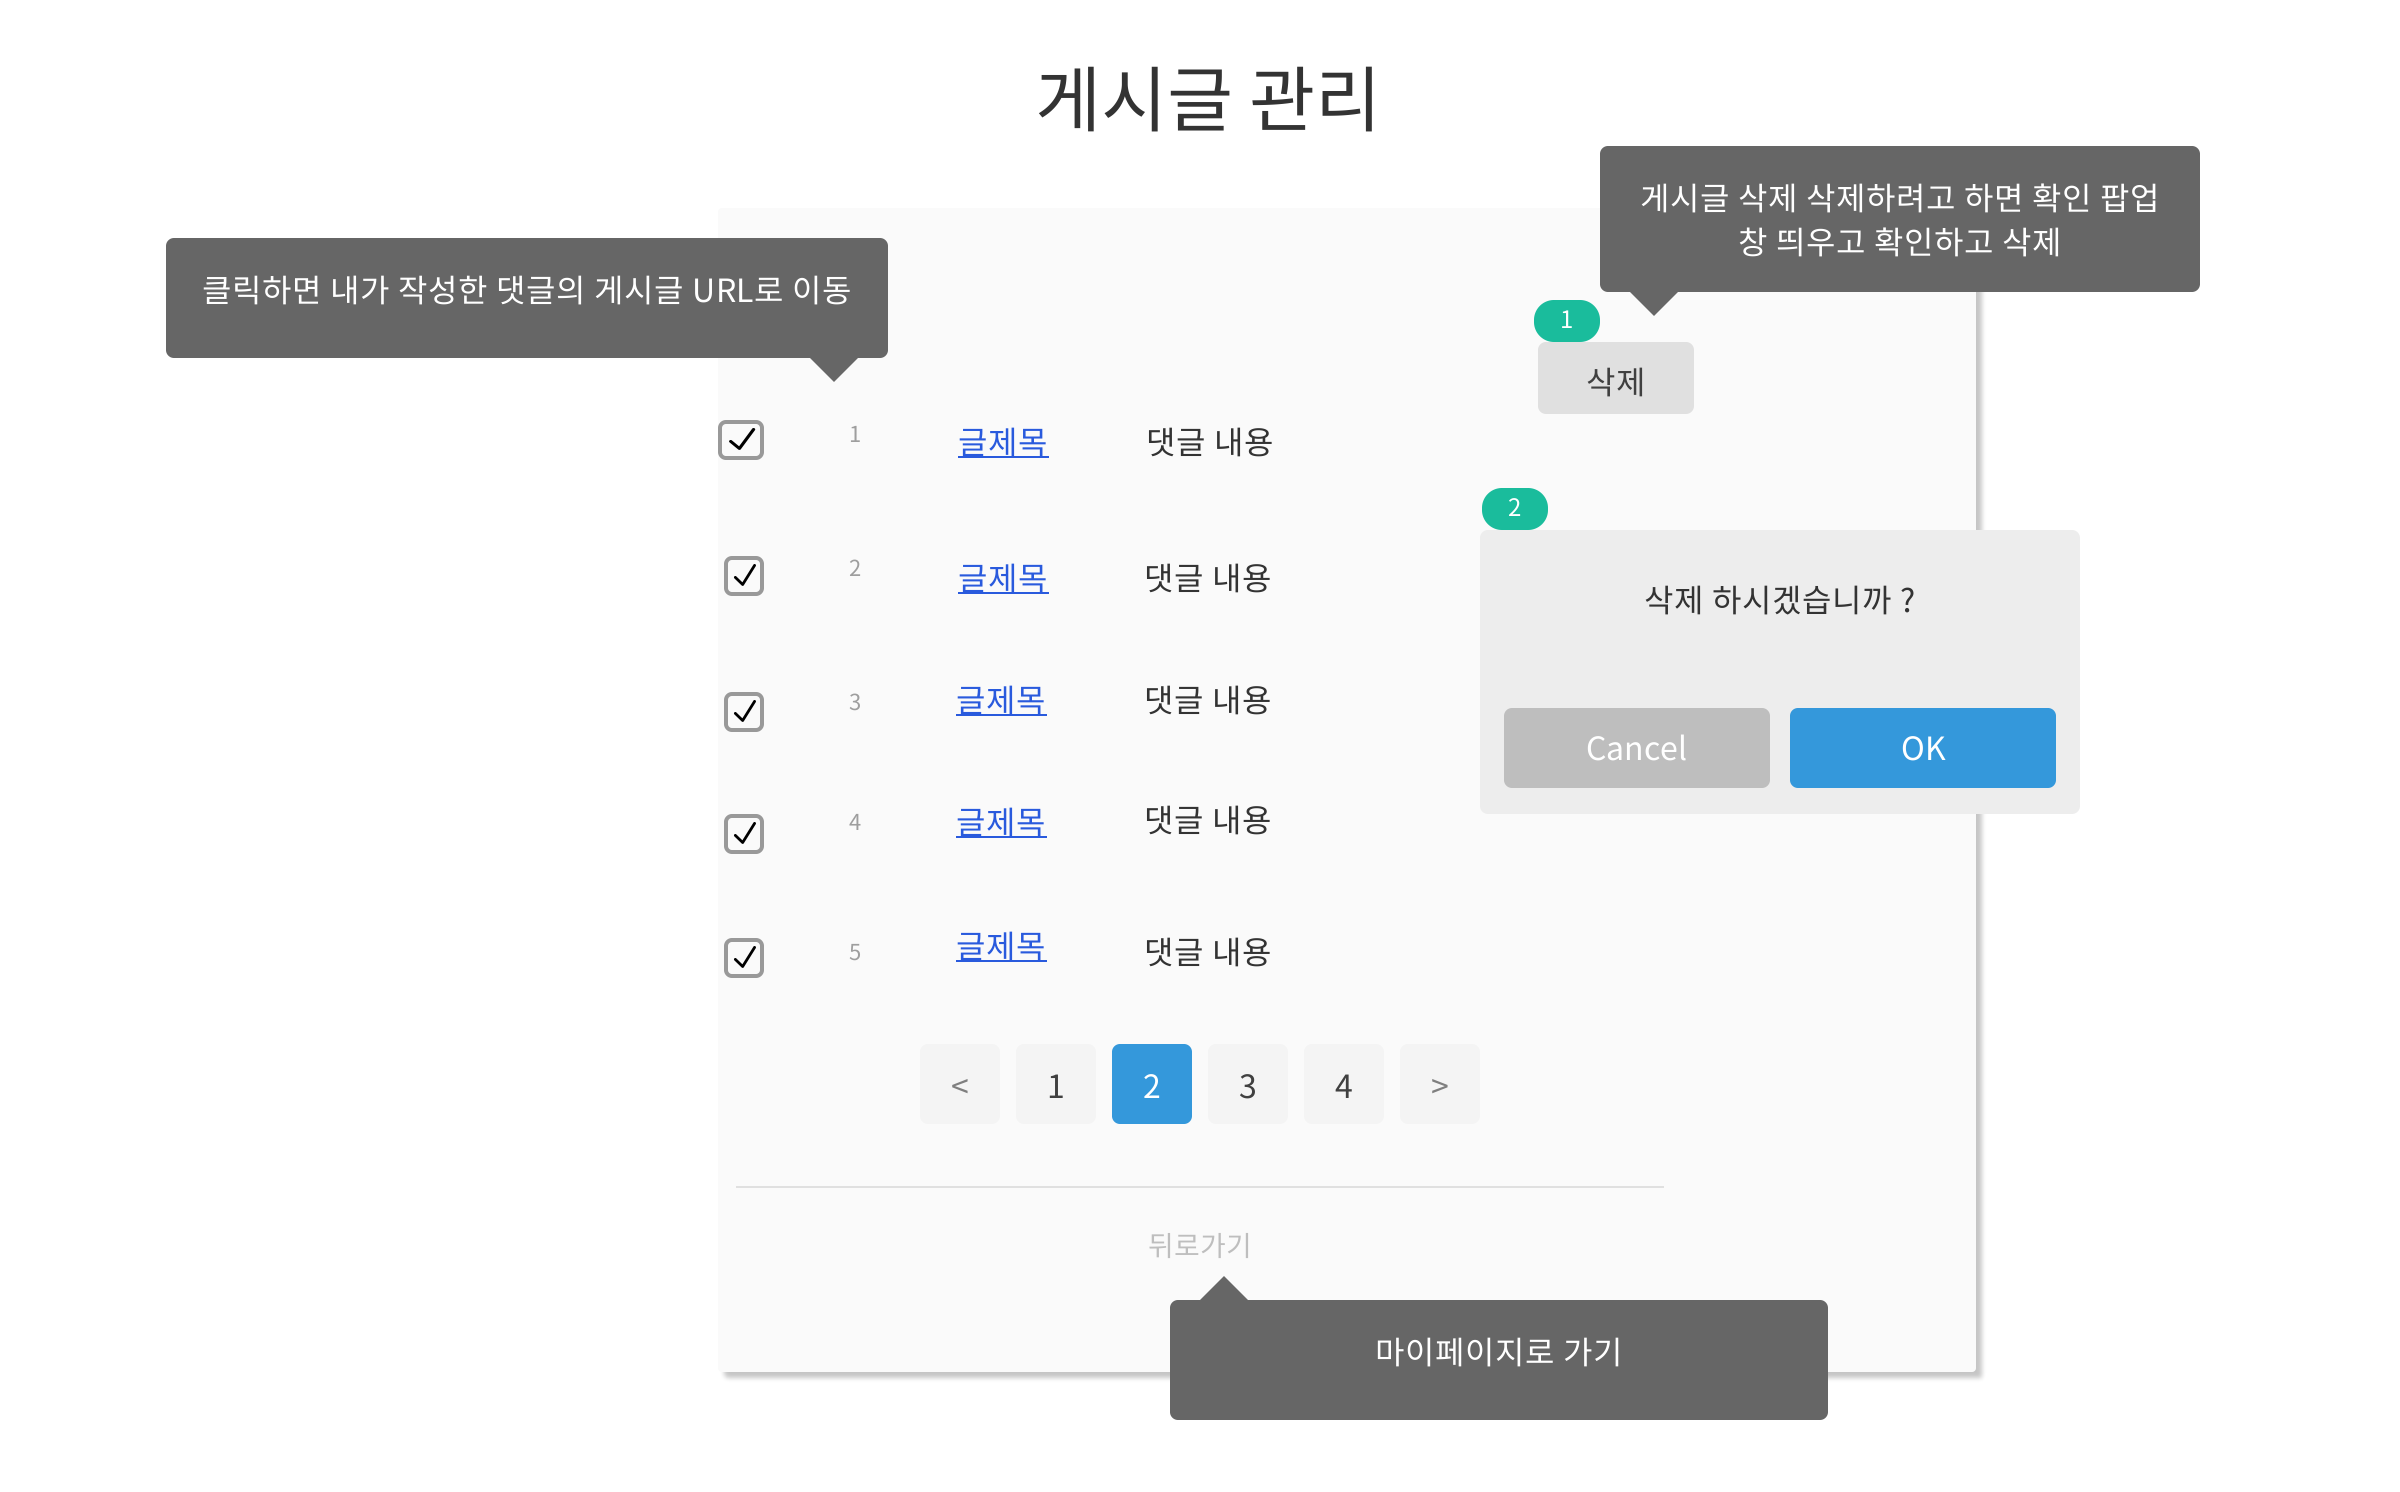 게시글 관리
게시글 삭제 삭제하려고 하면 확인 팝업
창 띄우고 확인하고 삭제
클릭하면 내가 작성한 댓글의 게시글 URL로 이동
1
삭제
1 글제목 댓글 내용
2
2 글제목 댓글 내용
삭제 하시겠습니까 ?
3 글제목 댓글 내용
Cancel OK
4 글제목 댓글 내용
5 글제목 댓글 내용
< 1 2 3 4 >
뒤로가기
마이페이지로 가기